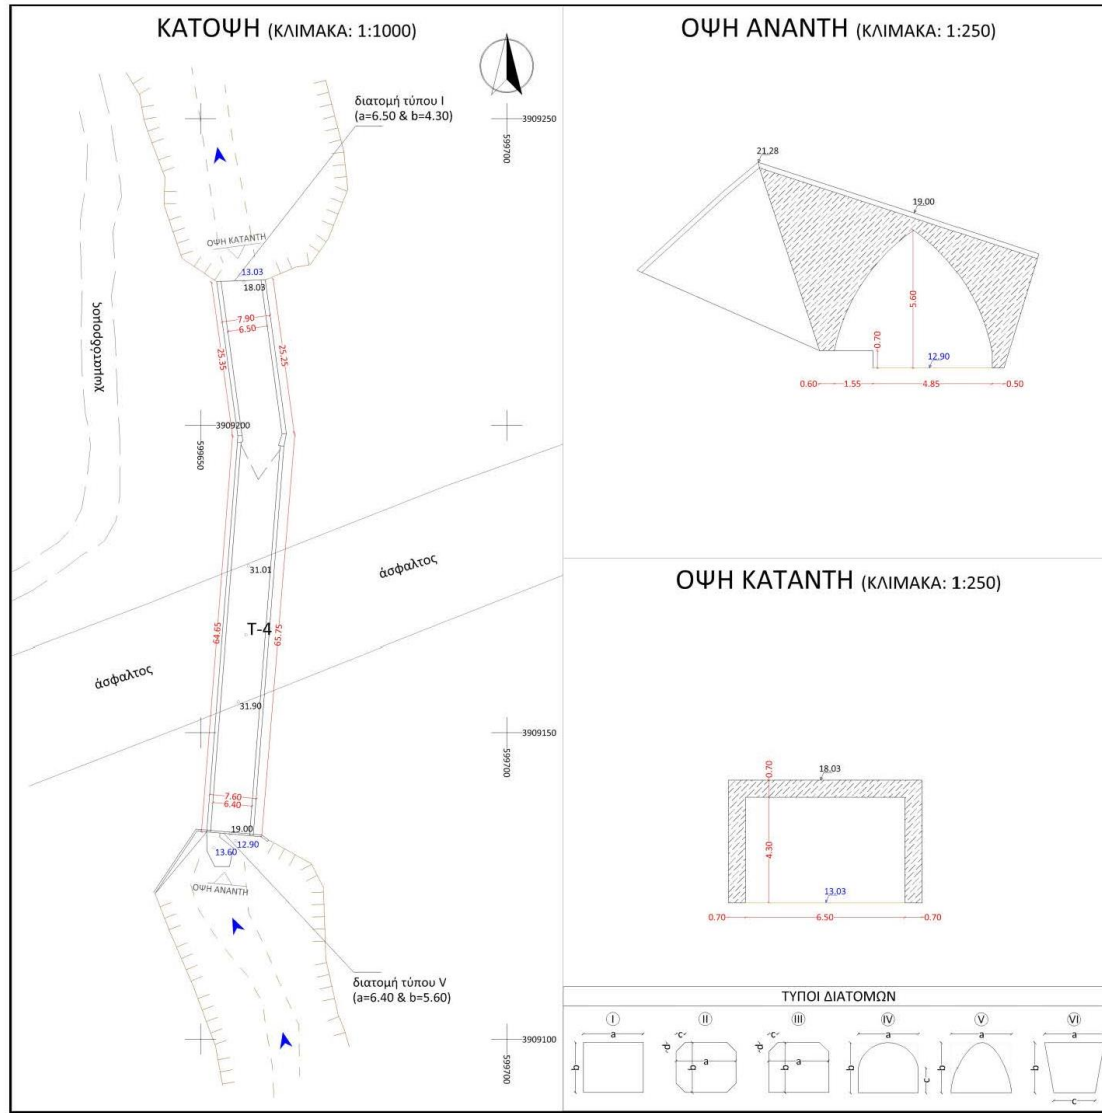 ΚΑΤΟΨΗ (ΚΛΙΜΑΚΑ: 1:1000)
διατομή τύπου I
(a=6.50 & b=4.30)
3909250
599700
ΟΨΗ ΚΑΤΑΝΤΗ
13.03
18.03
7.90
6.50
25.35
25.25
χωματόδρομος
3909200
599650
31.01
άσφαλτος
T-4
64.65
65.75
άσφαλτος
31.90
3909150
599700
7.60
6.40
19.00
12.90
13.60
ΟΨΗ ΑΝΑΝΤΗ
διατομή τύπου V
(a=6.40 & b=5.60)
3909100
599700
ΟΨΗ ΑΝΑΝΤΗ (ΚΛΙΜΑΚΑ: 1:250)
21.28
19.00
5.60
0.70
12.90
0.60 1.55 4.85 0.50
ΟΨΗ ΚΑΤΑΝΤΗ (ΚΛΙΜΑΚΑ: 1:250)
18.03
0.70
4.30
13.03
0.70 6.50 0.70
ΤΥΠΟΙ ΔΙΑΤΟΜΩΝ
I II III IV V VI
a c c a a a
b d b a d b a b c b b c